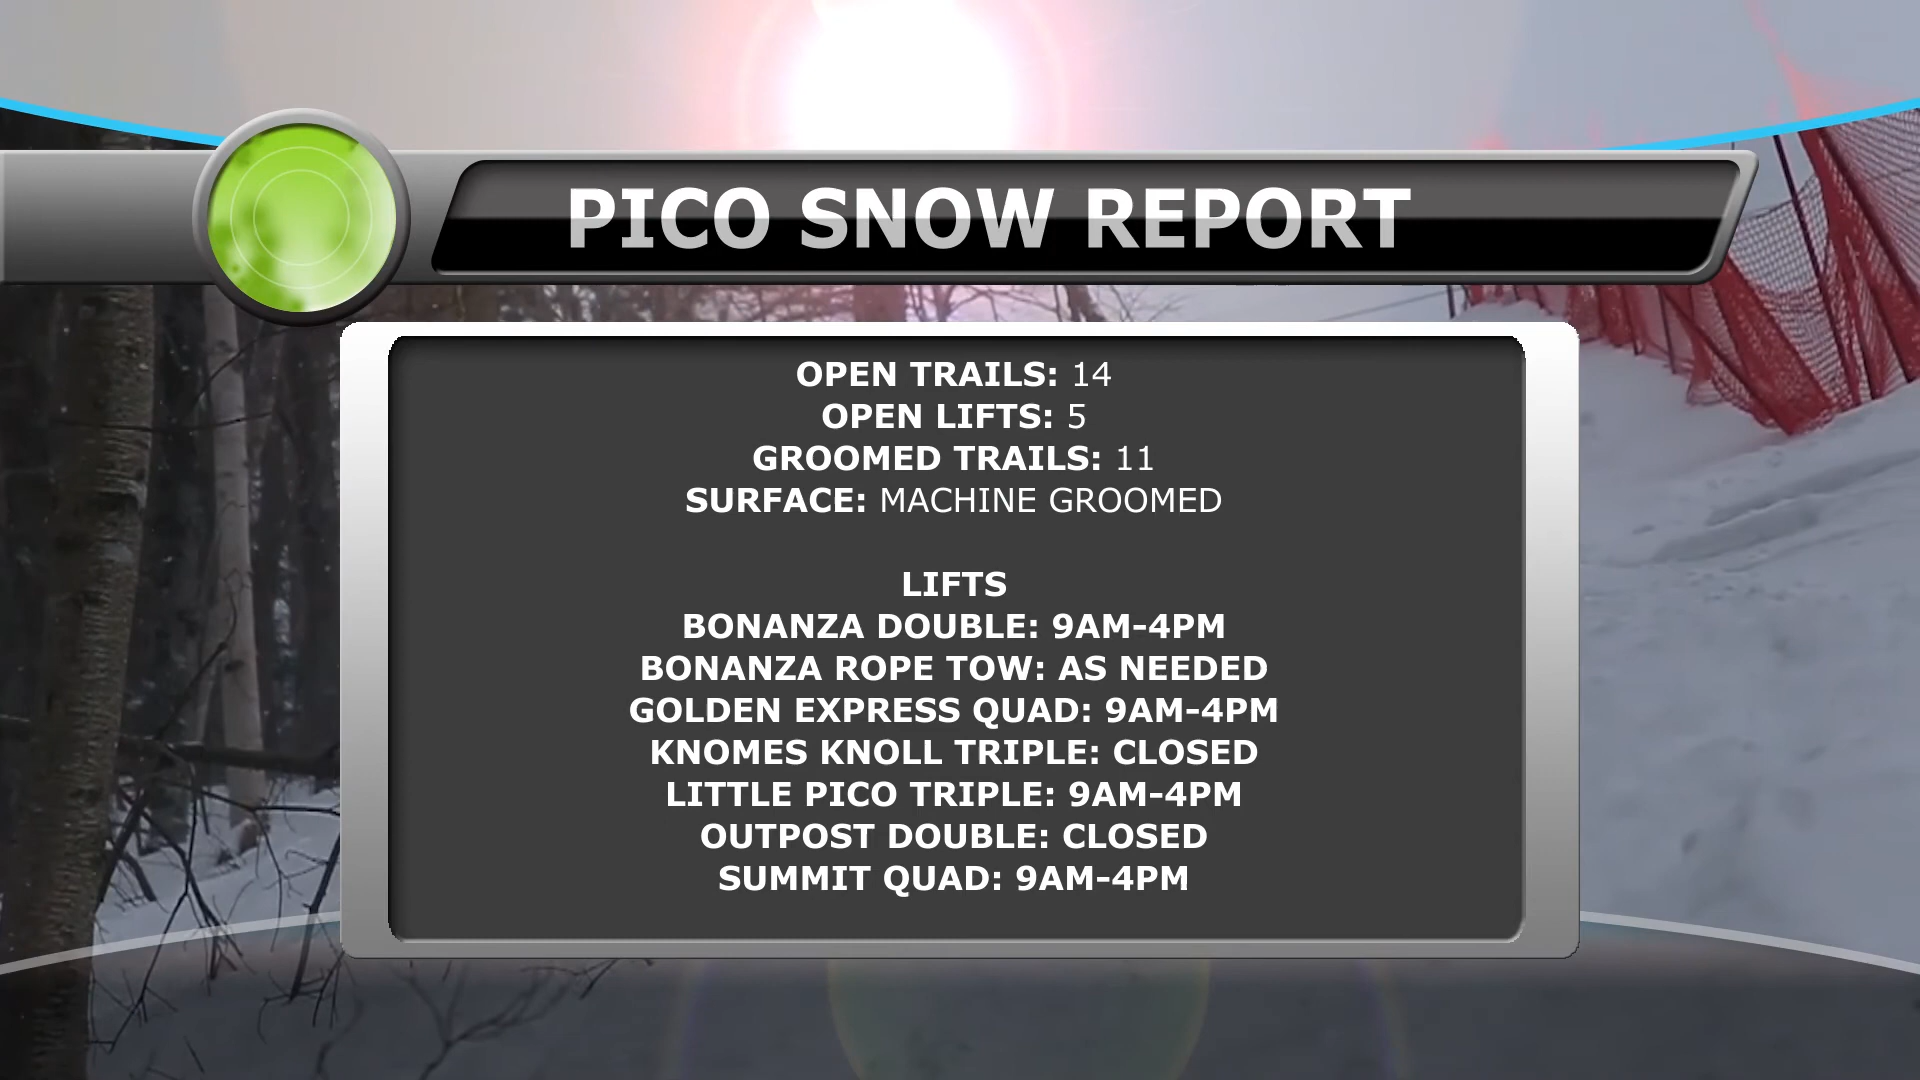 PICO SNOW REPORT
OPEN TRAILS: 14
OPEN LIFTS: 5
GROOMED TRAILS: 11
SURFACE: MACHINE GROOMED
LIFTS
BONANZA DOUBLE: 9AM-4PM
BONANZA ROPE TOW: AS NEEDED
GOLDEN EXPRESS QUAD: 9AM-4PM
KNOMES KNOLL TRIPLE: CLOSED
LITTLE PICO TRIPLE: 9AM-4PM
OUTPOST DOUBLE: CLOSED
SUMMIT QUAD: 9AM-4PM